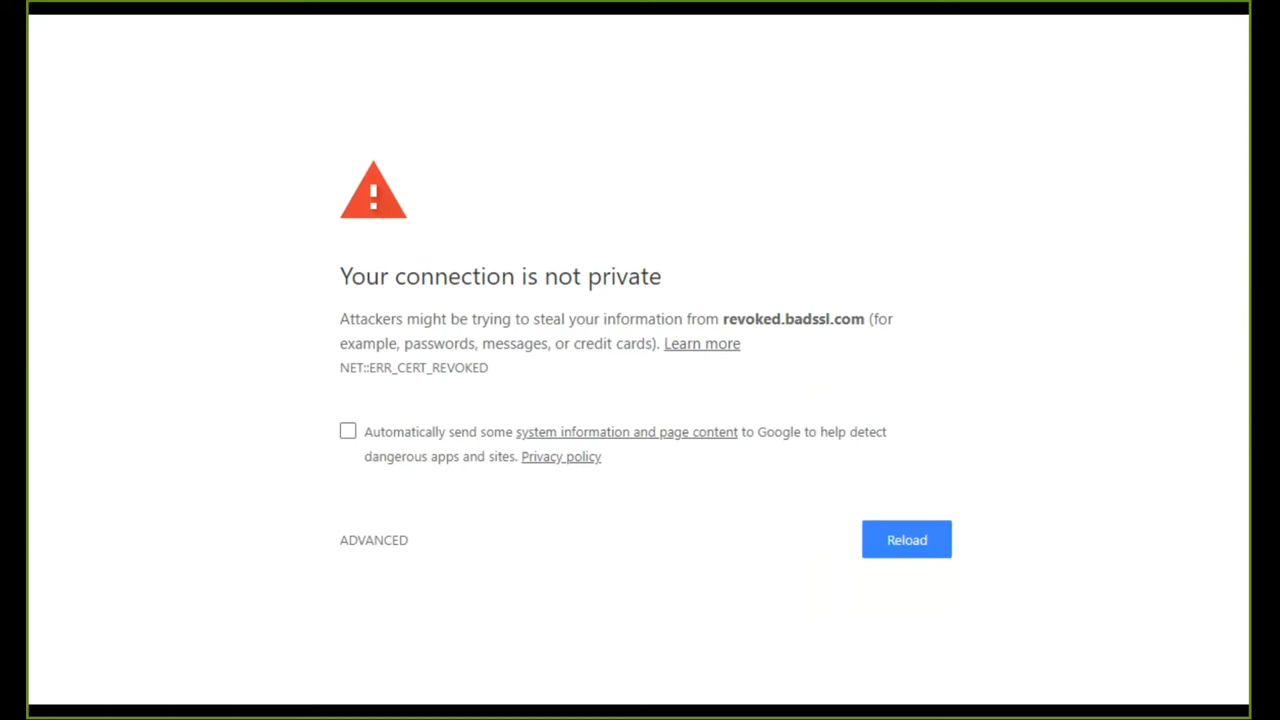 Your connection is not private
Attackers might be trying to steal your information from revoked.badssl.com (for
example, passwords, messages, or credit cards). Learn more
NET::ERR_CERT_REVOKED
Automatically send some system information and page content to Google to help detect
dangerous apps and sites. Privacy policy
ADVANCED
Reload